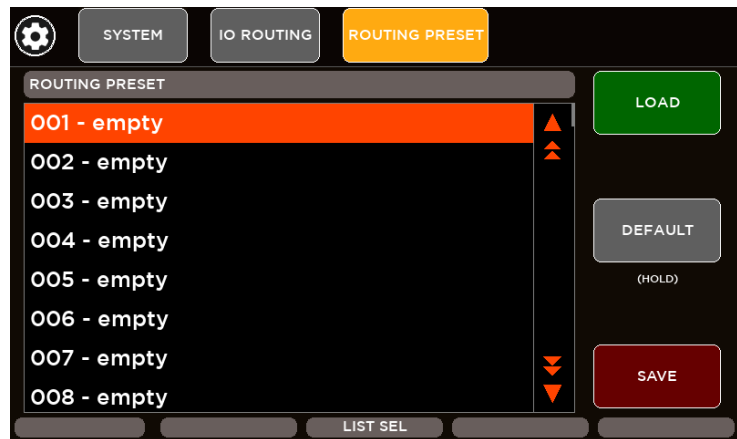 SYSTEM
IO ROUTING
ROUTING PRESET
ROUTING PRESET
001 - empty
002 - empty
003 - empty
004 - empty
005 - empty
006 - empty
007 - empty
008 - empty
LOAD
DEFAULT
(HOLD)
SAVE
LIST SEL